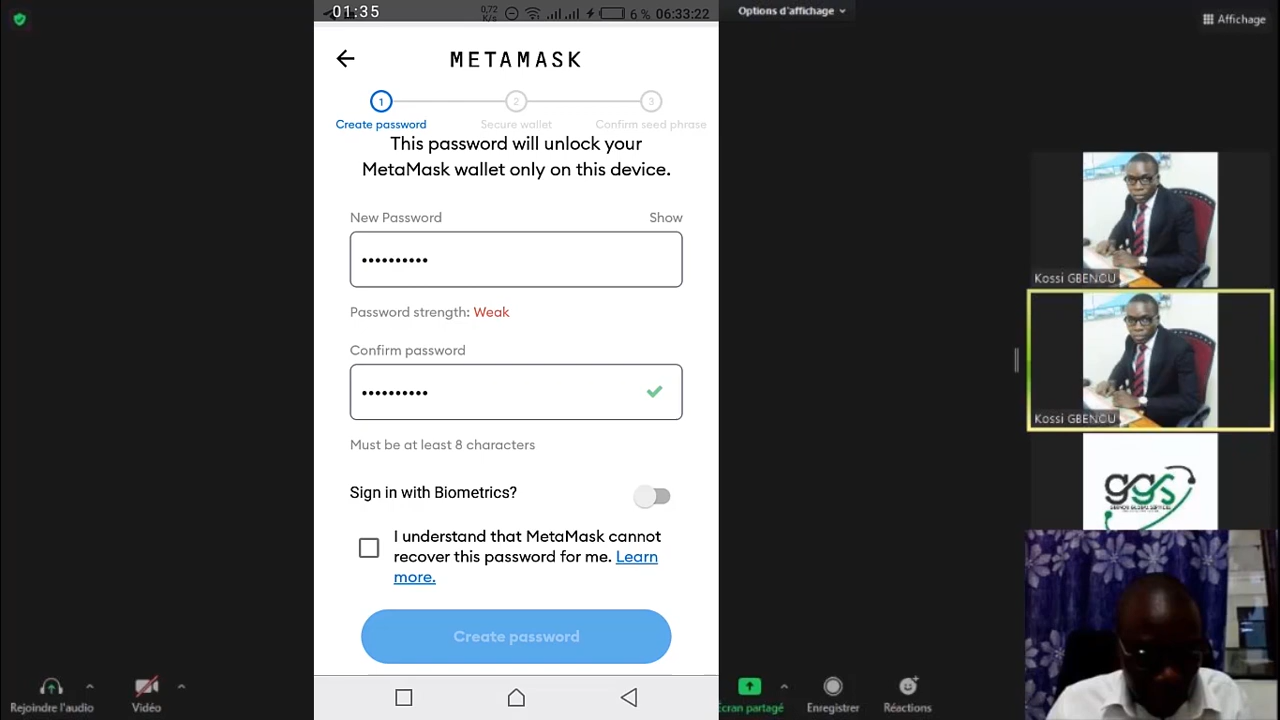 01:35
0,72
K/s
6 %
06:33:22
Options d'affichage
Affichage
METAMASK
1
2
3
Create password
Secure wallet
Confirm seed phrase
This password will unlock your
MetaMask wallet only on this device.
New Password
Show
••••••••••
Password strength: Weak
Confirm password
••••••••••
Must be at least 8 characters
Sign in with Biometrics?
I understand that MetaMask cannot
recover this password for me. Learn
more.
Create password
Kossi GBENOU
Kossi GBENOU
ggs
Rejoindre l'audio
Vidéo
Écran partagé
Enregistrer
Réactions